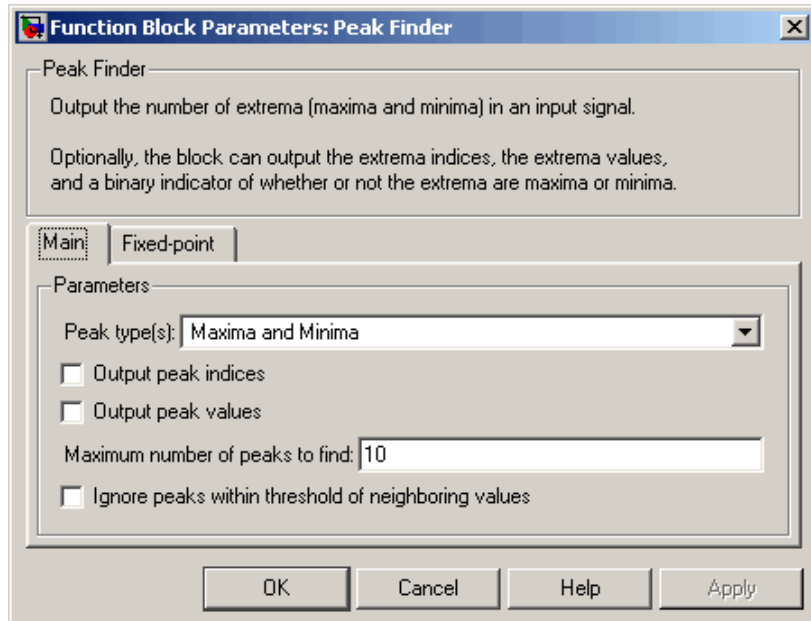 Function Block Parameters: Peak Finder
Peak Finder
Output the number of extrema (maxima and minima) in an input signal.
Optionally, the block can output the extrema indices, the extrema values,
and a binary indicator of whether or not the extrema are maxima or minima.
Main Fixed-point
Parameters
Peak type(s): Maxima and Minima
Output peak indices
Output peak values
Maximum number of peaks to find: 10
Ignore peaks within threshold of neighboring values
OK Cancel Help Apply